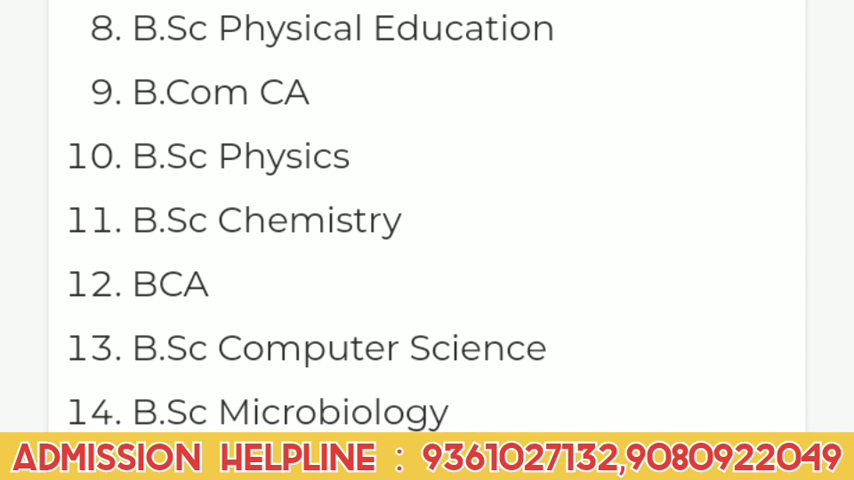 8. B.Sc Physical Education
9. B.Com CA
10. B.Sc Physics
11. B.Sc Chemistry
12. BCA
13. B.Sc Computer Science
14. B.Sc Microbiology
ADMISSION HELPLINE : 9361027132,9080922049